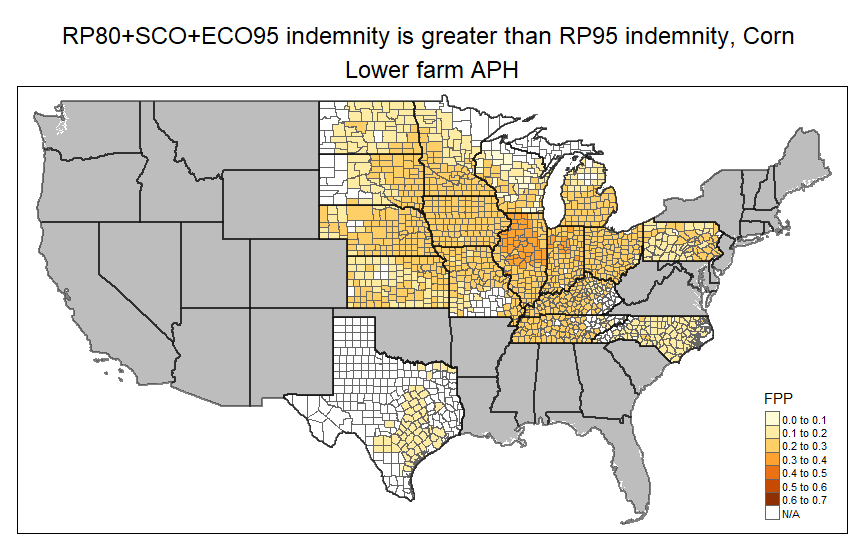 RP80+SCO+ECO95 indemnity is greater than RP95 indemnity, Corn
Lower farm APH
FPP
0.0 to 0.1
0.1 to 0.2
0.2 to 0.3
0.3 to 0.4
0.4 to 0.5
0.5 to 0.6
0.6 to 0.7
N/A